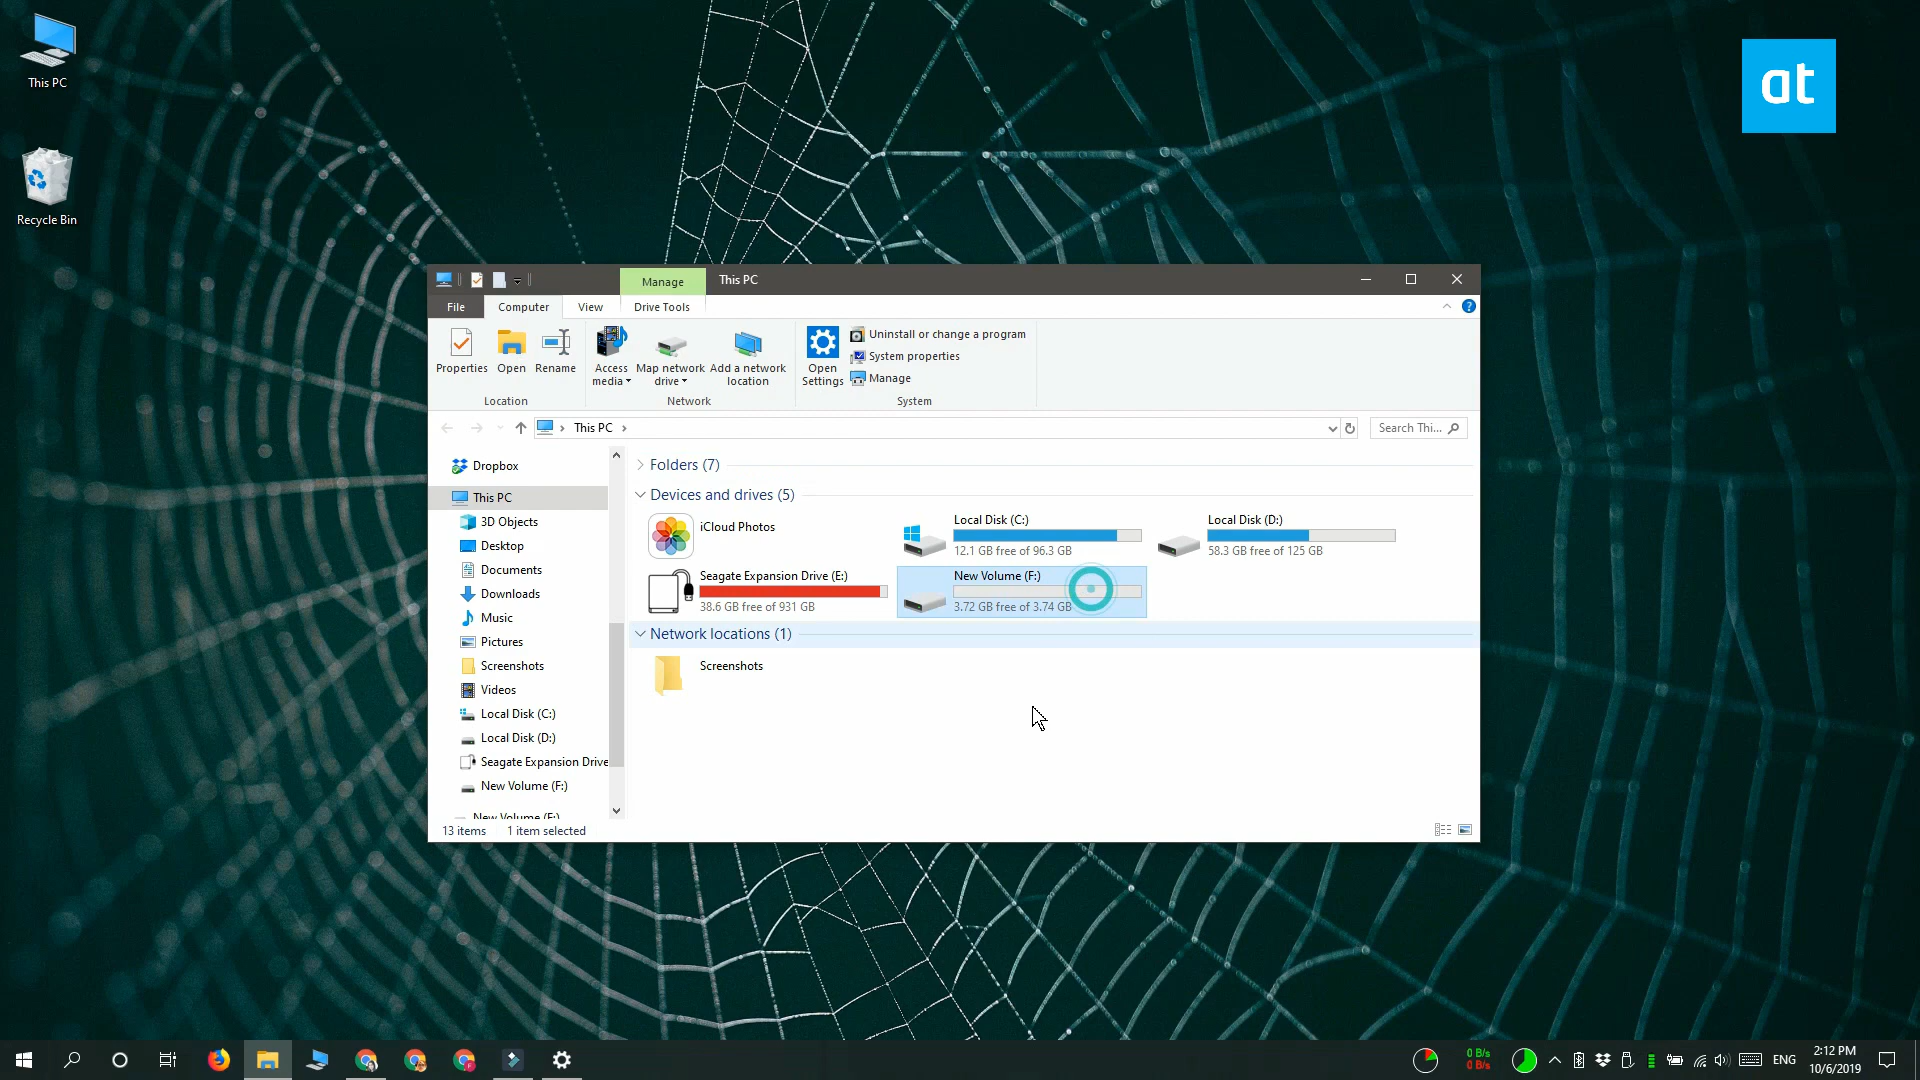 This PC
Recycle Bin
at
Manage
This PC
File
Computer
View
Drive Tools
Properties
Open
Rename
Access media
Map network drive
Add a network location
Open Settings
Uninstall or change a program
System properties
Manage
Location
Network
System
This PC
Search Thi...
Dropbox
This PC
3D Objects
Desktop
Documents
Downloads
Music
Pictures
Screenshots
Videos
Local Disk (C:)
Local Disk (D:)
Seagate Expansion Drive
New Volume (F:)
New Volume (F:)
Folders (7)
Devices and drives (5)
iCloud Photos
Local Disk (C:)
12.1 GB free of 96.3 GB
Local Disk (D:)
58.3 GB free of 125 GB
Seagate Expansion Drive (E:)
38.6 GB free of 931 GB
New Volume (F:)
3.72 GB free of 3.74 GB
Network locations (1)
Screenshots
13 items
1 item selected
0 B/s
0 B/s
ENG
2:12 PM
10/6/2019